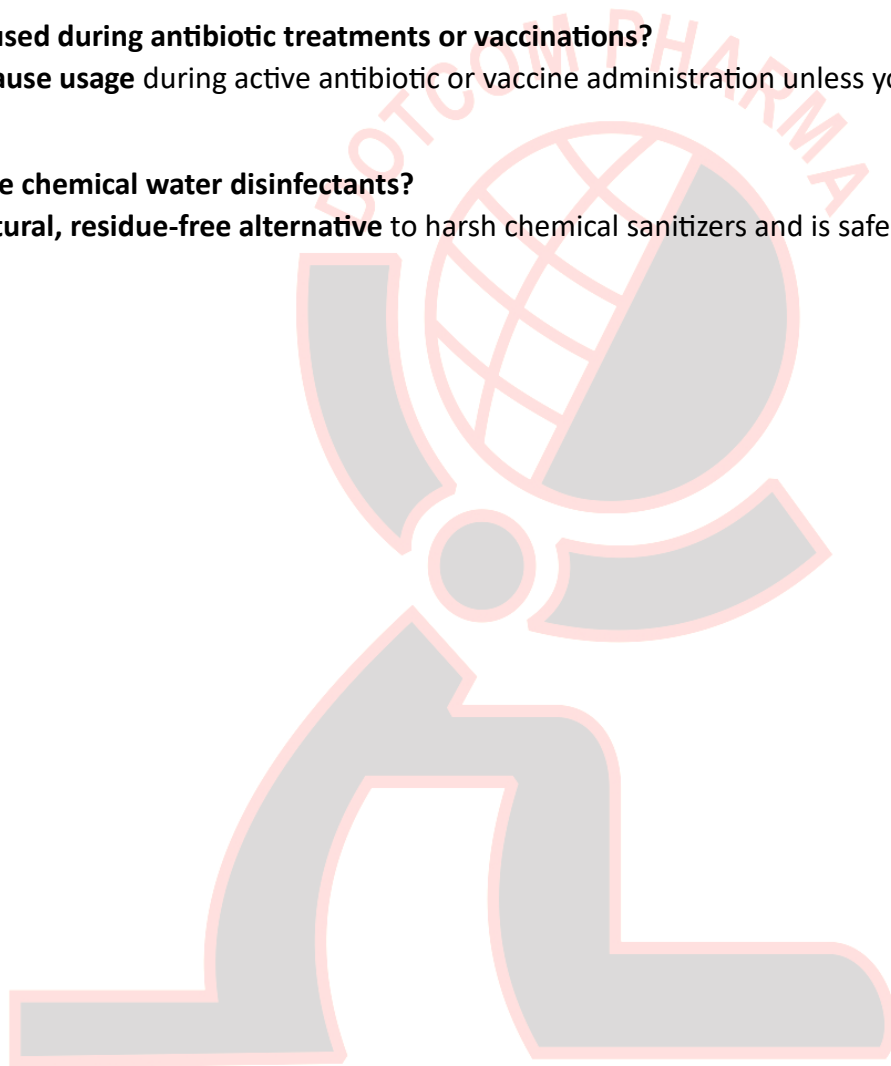 used during antibiotic treatments or vaccinations?
ause usage during active antibiotic or vaccine administration unless yo
e chemical water disinfectants?
tural, residue-free alternative to harsh chemical sanitizers and is safe
DOTCOM PHARMA